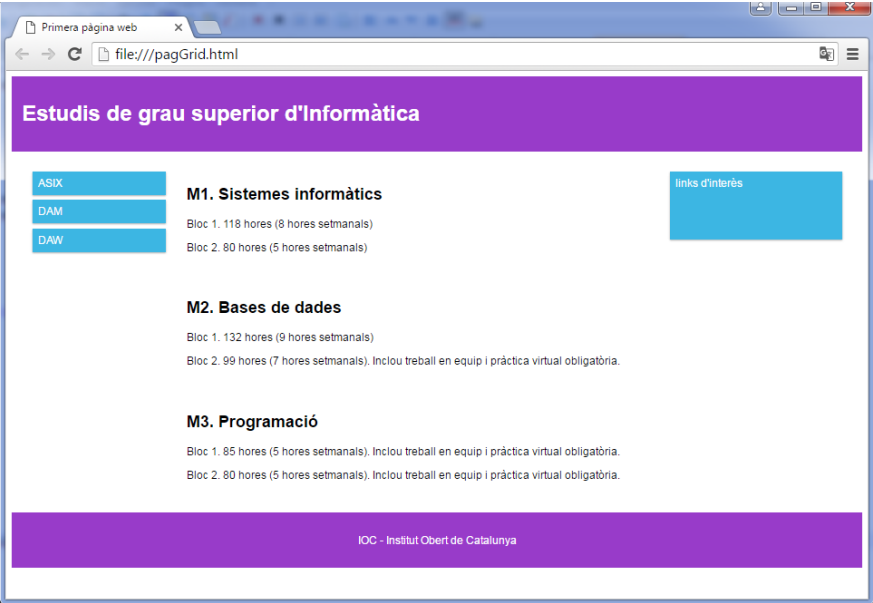 Primera pàgina web
file:///pagGrid.html
Estudis de grau superior d'Informàtica
ASIX
DAM
DAW
M1. Sistemes informàtics
Bloc 1. 118 hores (8 hores setmanals)
Bloc 2. 80 hores (5 hores setmanals)
M2. Bases de dades
Bloc 1. 132 hores (9 hores setmanals)
Bloc 2. 99 hores (7 hores setmanals). Inclou treball en equip i pràctica virtual obligatòria.
M3. Programació
Bloc 1. 85 hores (5 hores setmanals). Inclou treball en equip i pràctica virtual obligatòria.
Bloc 2. 80 hores (5 hores setmanals). Inclou treball en equip i pràctica virtual obligatòria.
links d'interès
IOC - Institut Obert de Catalunya